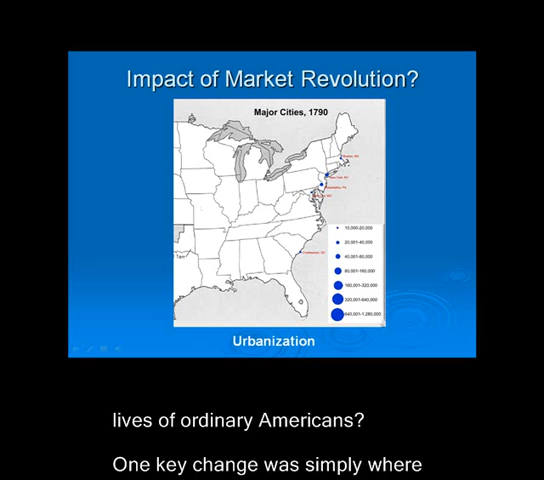 Impact of Market Revolution?
Major Cities, 1790
Terr
10,000-20,000
20,001-40,000
40,001-80,000
80,001-160,000
160,001-320,000
320,001-640,000
640,001-1,280,000
Urbanization
lives of ordinary Americans?
One key change was simply where